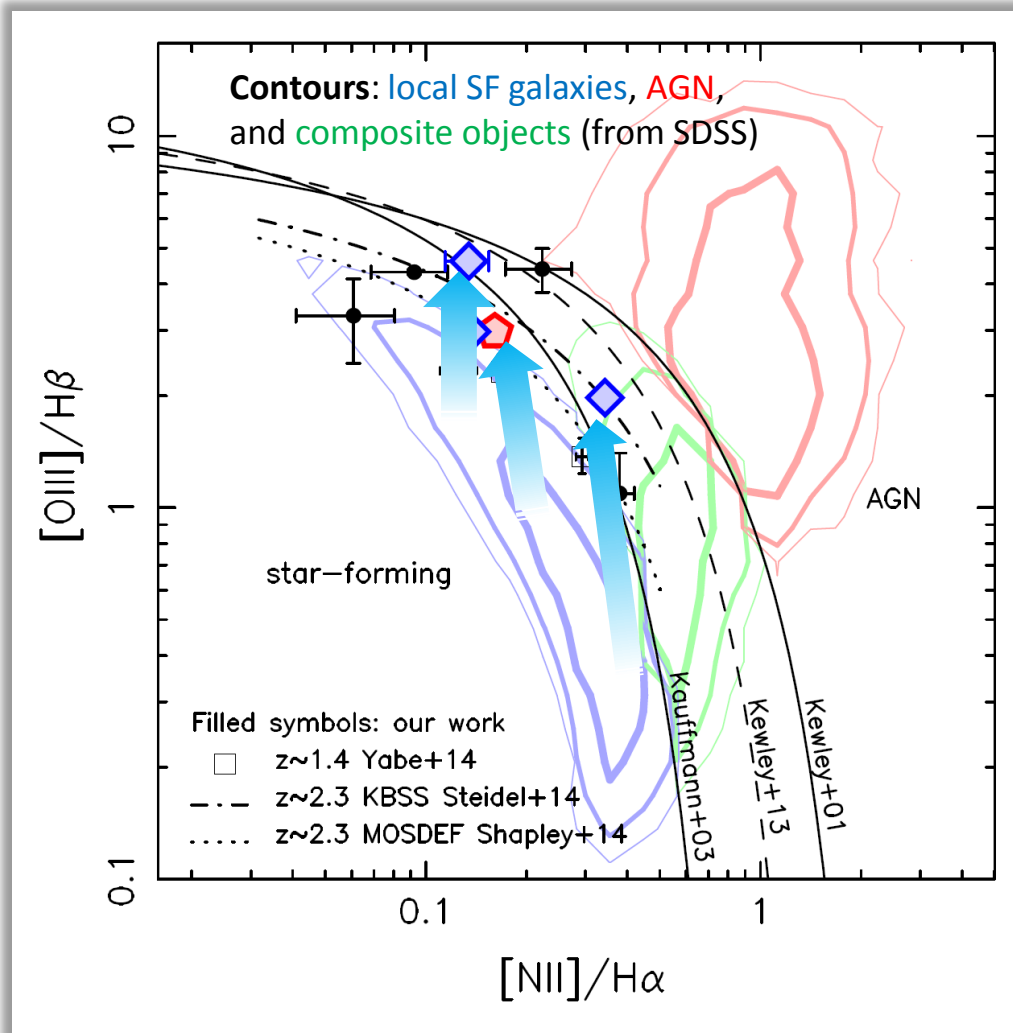 Contours: local SF galaxies, AGN,
and composite objects (from SDSS)
10
1
0.1
[OIII]/Hβ
AGN
star-forming
Filled symbols: our work
z~1.4 Yabe+14
z~2.3 KBSS Steidel+14
z~2.3 MOSDEF Shapley+14
Kauffmann+03
Kewley+13
Kewley+01
0.1
1
[NII]/Hα